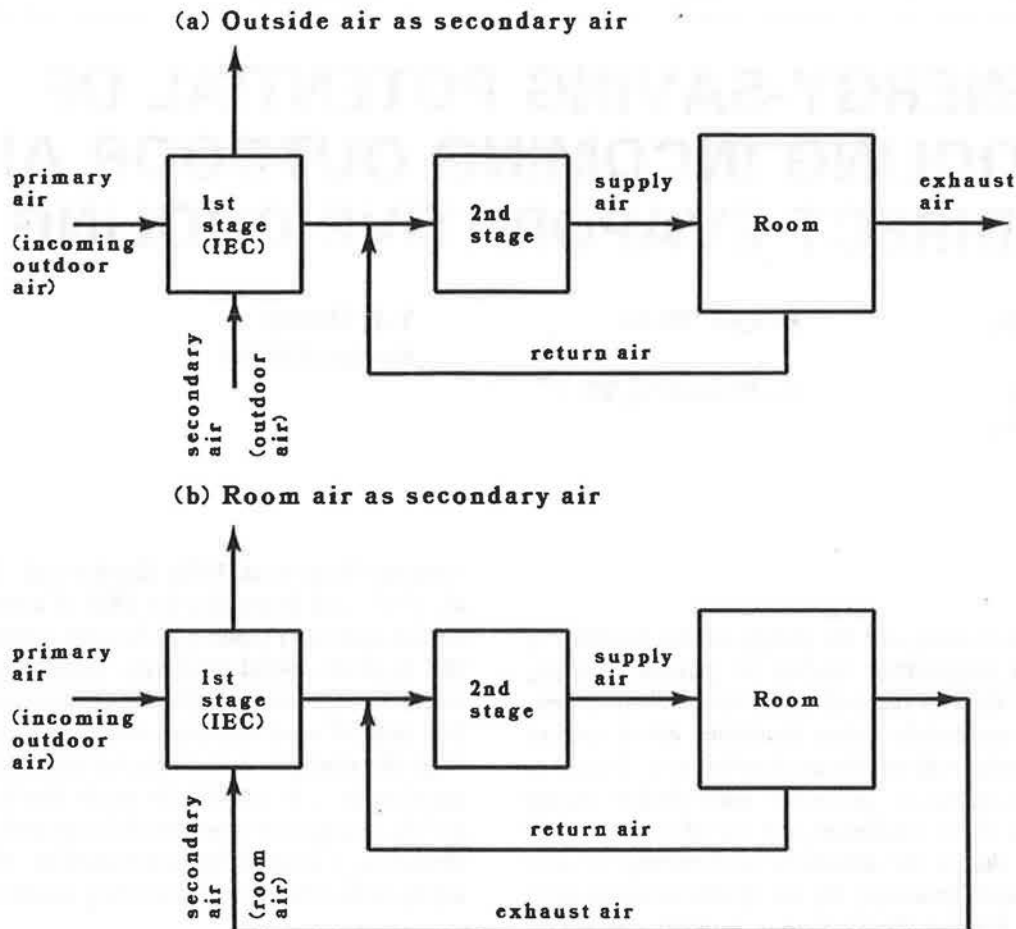 (a) Outside air as secondary air
primary
air
(incoming
outdoor
air)
1st
stage
(IEC)
2nd
stage
supply
air
Room
exhaust
air
return air
secondary
air
(outdoor
air)
(b) Room air as secondary air
primary
air
(incoming
outdoor
air)
1st
stage
(IEC)
2nd
stage
supply
air
Room
return air
secondary
air
(room
air)
exhaust air